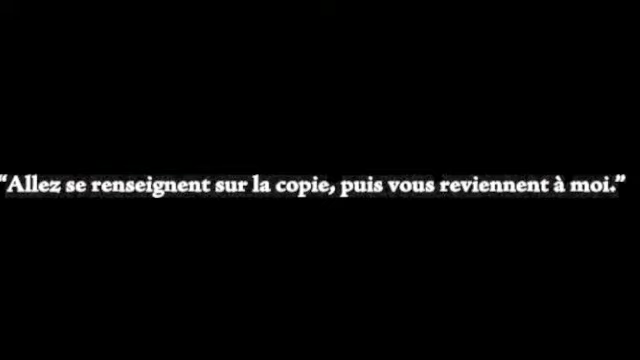 “Allez se renseignent sur la copie, puis vous reviennent à moi.”